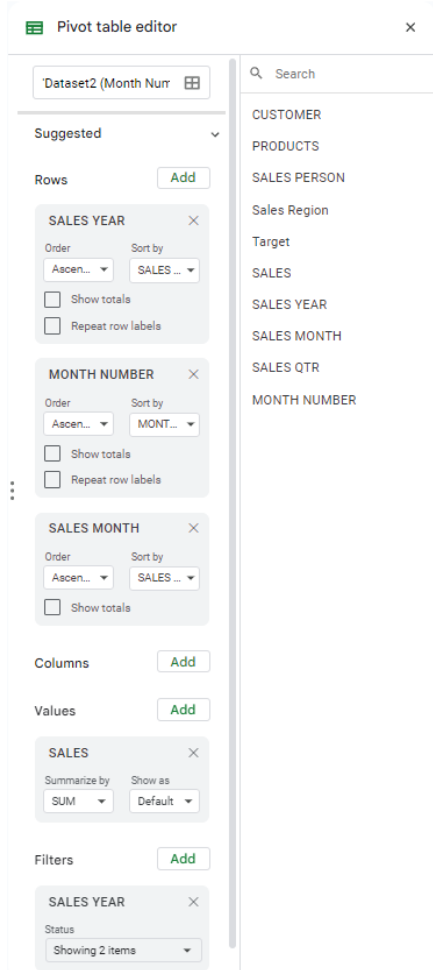 Pivot table editor
'Dataset2 (Month Num
Suggested
Rows Add
SALES YEAR
Order Sort by
Ascen... SALES ...
Show totals
Repeat row labels
MONTH NUMBER
Order Sort by
Ascen... MONT...
Show totals
Repeat row labels
SALES MONTH
Order Sort by
Ascen... SALES ...
Show totals
Columns Add
Values Add
SALES
Summarize by Show as
SUM Default
Filters Add
SALES YEAR
Status
Showing 2 items
Search
CUSTOMER
PRODUCTS
SALES PERSON
Sales Region
Target
SALES
SALES YEAR
SALES MONTH
SALES QTR
MONTH NUMBER